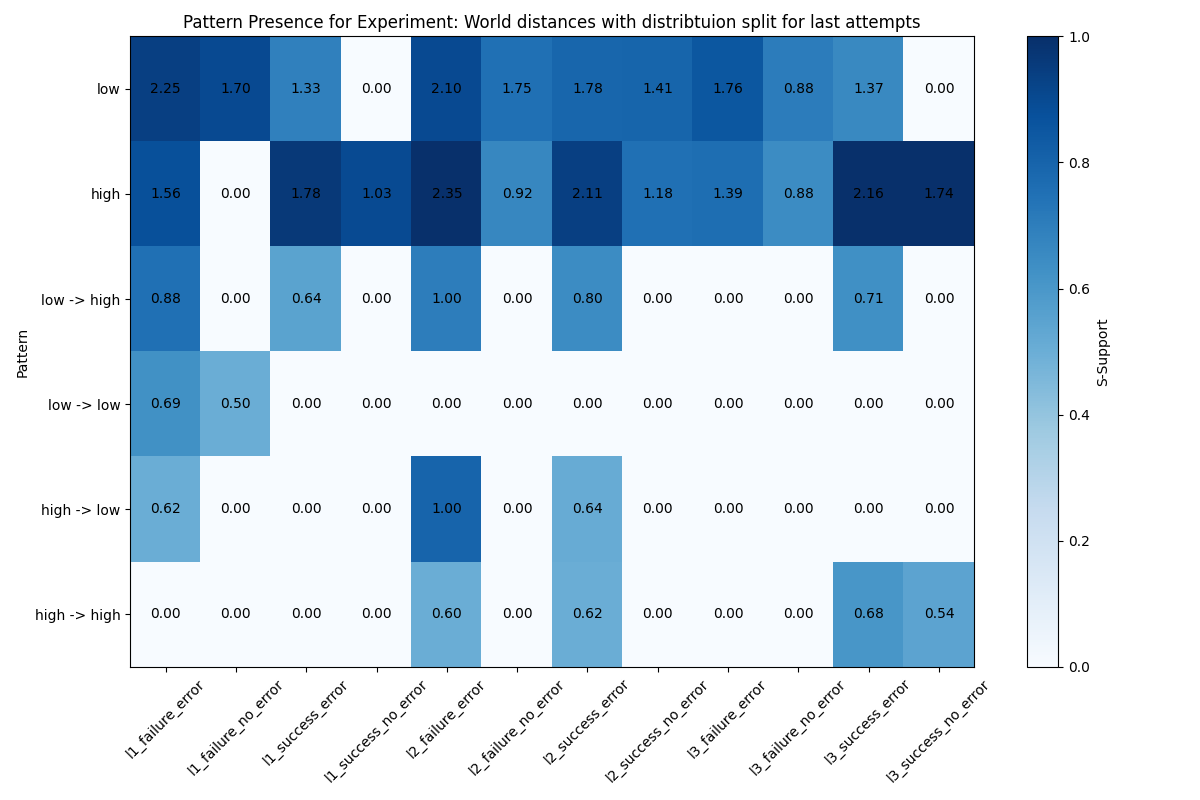 Pattern Presence for Experiment: World distances with distribtuion split for last attempts
Pattern
low 2.25 1.70 1.33 0.00 2.10 1.75 1.78 1.41 1.76 0.88 1.37 0.00
high 1.56 0.00 1.78 1.03 2.35 0.92 2.11 1.18 1.39 0.88 2.16 1.74
low -> high 0.88 0.00 0.64 0.00 1.00 0.00 0.80 0.00 0.00 0.00 0.71 0.00
low -> low 0.69 0.50 0.00 0.00 0.00 0.00 0.00 0.00 0.00 0.00 0.00 0.00
high -> low 0.62 0.00 0.00 0.00 1.00 0.00 0.64 0.00 0.00 0.00 0.00 0.00
high -> high 0.00 0.00 0.00 0.00 0.60 0.00 0.62 0.00 0.00 0.00 0.68 0.54
l1_failure_error
l1_failure_no_error
l1_success_error
l1_success_no_error
l2_failure_error
l2_failure_no_error
l2_success_error
l2_success_no_error
l3_failure_error
l3_failure_no_error
l3_success_error
l3_success_no_error
1.0
0.8
0.6
0.4
0.2
0.0
S-Support